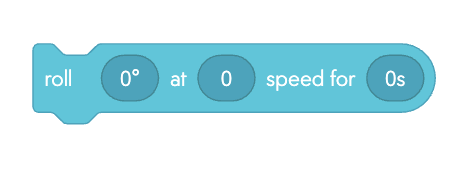 roll 0° at 0 speed for 0s